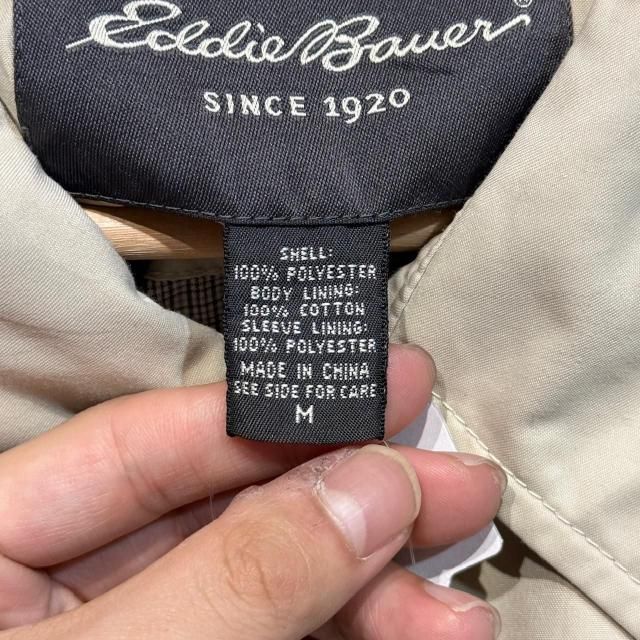 Eddie Bauer®
SINCE 1920
SHELL:
100% POLYESTER
BODY LINING:
100% COTTON
SLEEVE LINING:
100% POLYESTER
MADE IN CHINA
SEE SIDE FOR CARE
M